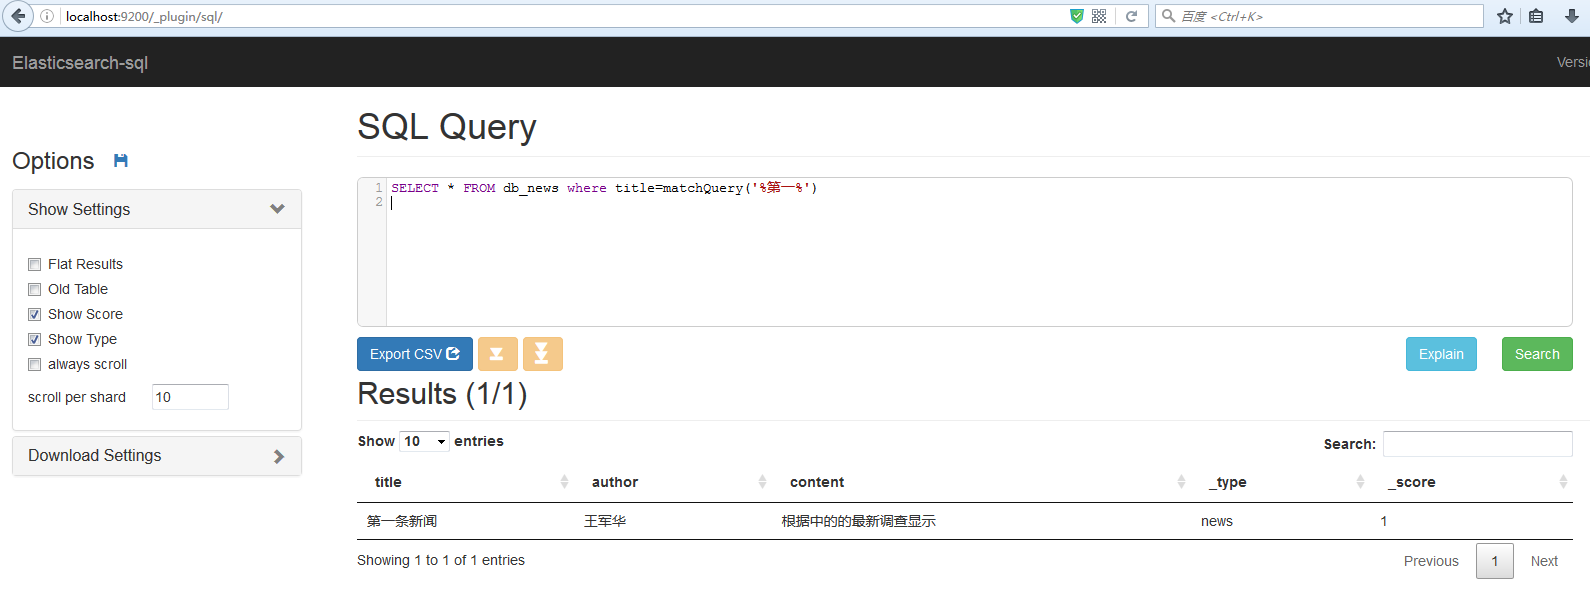 localhost:9200/_plugin/sql/
百度 <Ctrl+K>
Elasticsearch-sql
Versi
SQL Query
Options
Show Settings
Flat Results
Old Table
Show Score
Show Type
always scroll
scroll per shard 10
Download Settings
1 SELECT * FROM db_news where title=matchQuery('%第一%')
2
Export CSV
Explain
Search
Results (1/1)
Show 10 entries
Search:
title author content _type _score
第一条新闻 王军华 根据中的的最新调查显示 news 1
Showing 1 to 1 of 1 entries
Previous 1 Next